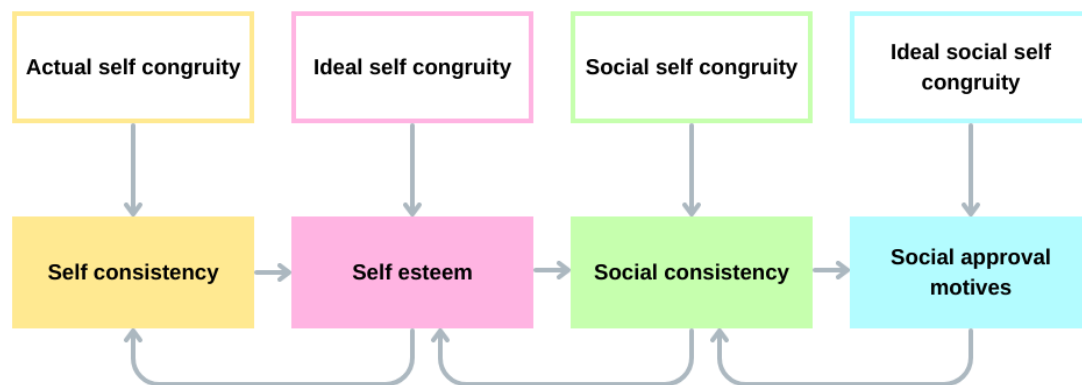 Actual self congruity
Ideal self congruity
Social self congruity
Ideal social self
congruity
Self consistency
Self esteem
Social consistency
Social approval
motives